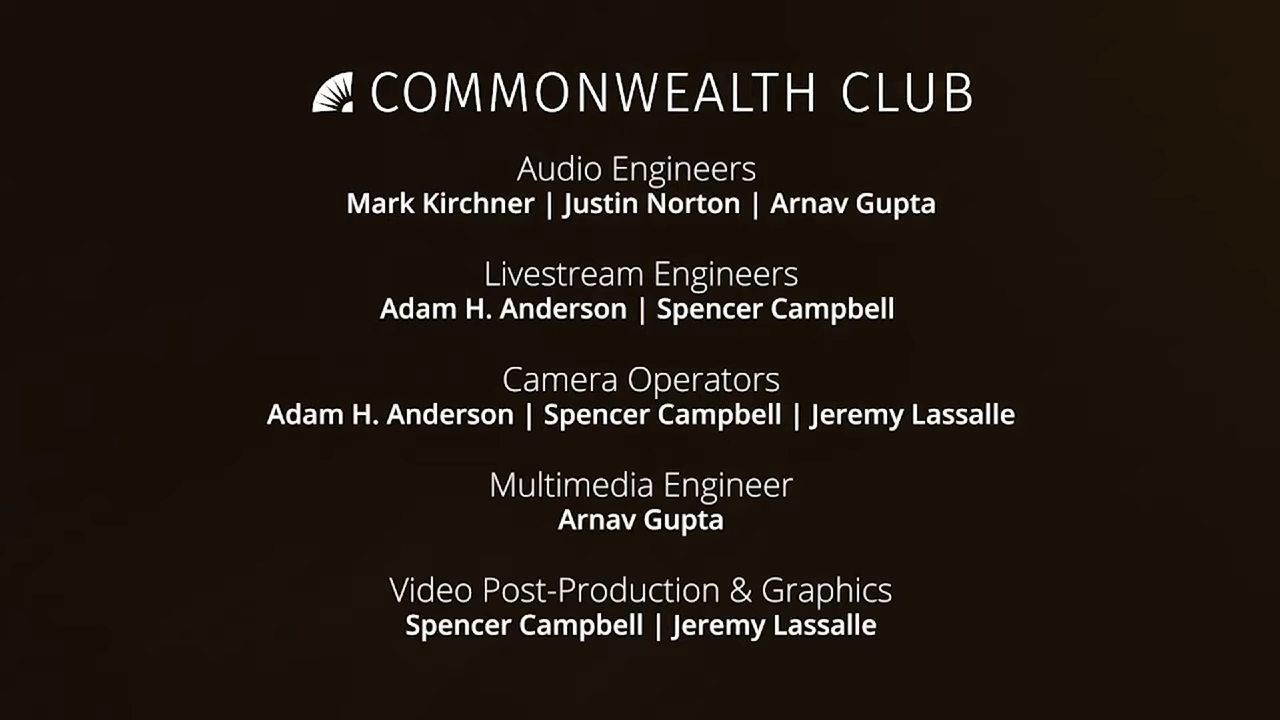 COMMONWEALTH CLUB
Audio Engineers
Mark Kirchner | Justin Norton | Arnav Gupta
Livestream Engineers
Adam H. Anderson | Spencer Campbell
Camera Operators
Adam H. Anderson | Spencer Campbell | Jeremy Lassalle
Multimedia Engineer
Arnav Gupta
Video Post-Production & Graphics
Spencer Campbell | Jeremy Lassalle